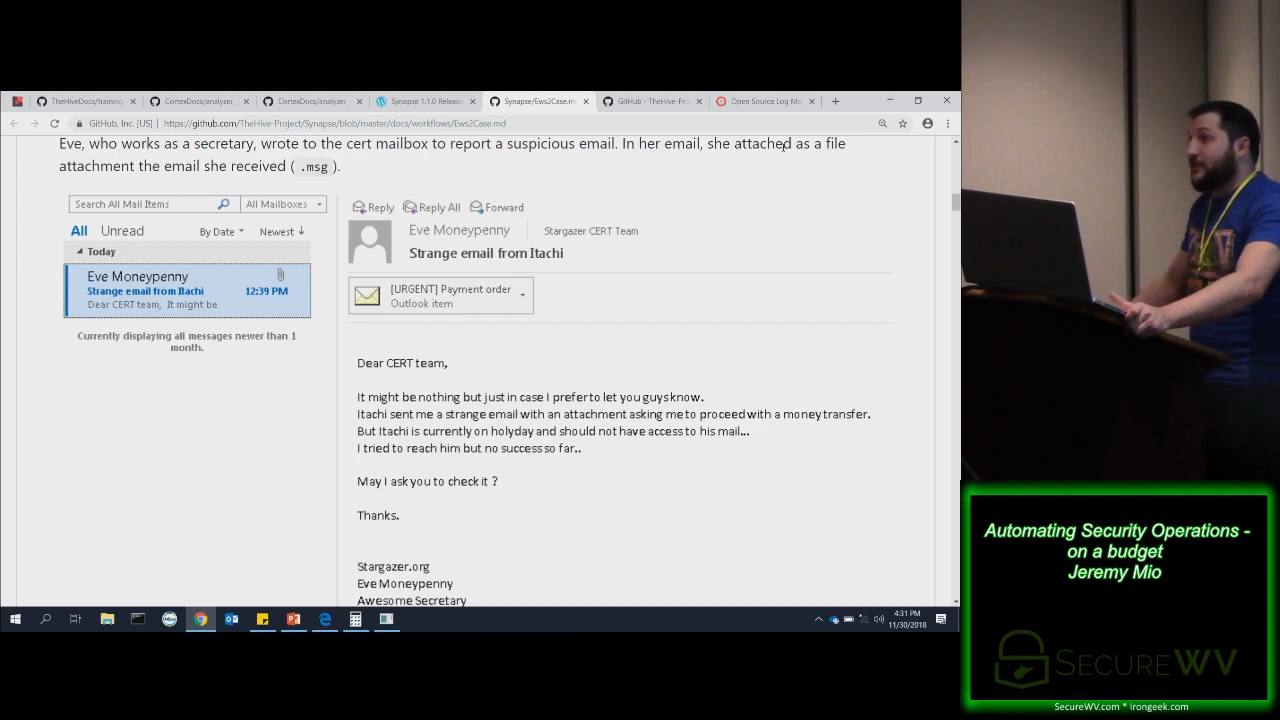 TheHiveDocs/training
CortexDocs/analyzer_
CortexDocs/analyzer_
Synapse 1.1.0 Release
Synapse/Ews2Case.md
GitHub - TheHive-Proj
Open Source Log Ma
GitHub, Inc. [US] | https://github.com/TheHive-Project/Synapse/blob/master/docs/workflows/Ews2Case.md
Eve, who works as a secretary, wrote to the cert mailbox to report a suspicious email. In her email, she attached as a file
attachment the email she received ( .msg ).
Search All Mail Items
All Mailboxes
All Unread By Date Newest
Today
Eve Moneypenny
Strange email from Itachi 12:39 PM
Dear CERT team, It might be
Currently displaying all messages newer than 1
month.
Reply Reply All Forward
Eve Moneypenny Stargazer CERT Team
Strange email from Itachi
[URGENT] Payment order
Outlook item
Dear CERT team,
It might be nothing but just in case I prefer to let you guys know.
Itachi sent me a strange email with an attachment asking me to proceed with a money transfer.
But Itachi is currently on holyday and should not have access to his mail...
I tried to reach him but no success so far..
May I ask you to check it ?
Thanks.
Stargazer.org
Eve Moneypenny
Awesome Secretary
4:31 PM
11/30/2018
Automating Security Operations -
on a budget
Jeremy Mio
SECUREWV
SecureWV.com * Irongeek.com